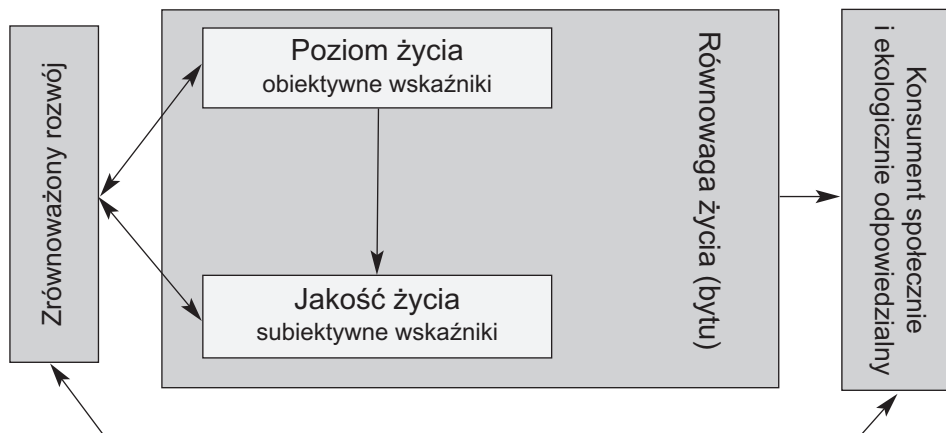 Zrównoważony rozwój
Poziom życia
obiektywne wskaźniki
Jakość życia
subiektywne wskaźniki
Równowaga życia (bytu)
Konsument społecznie
i ekologicznie odpowiedzialny